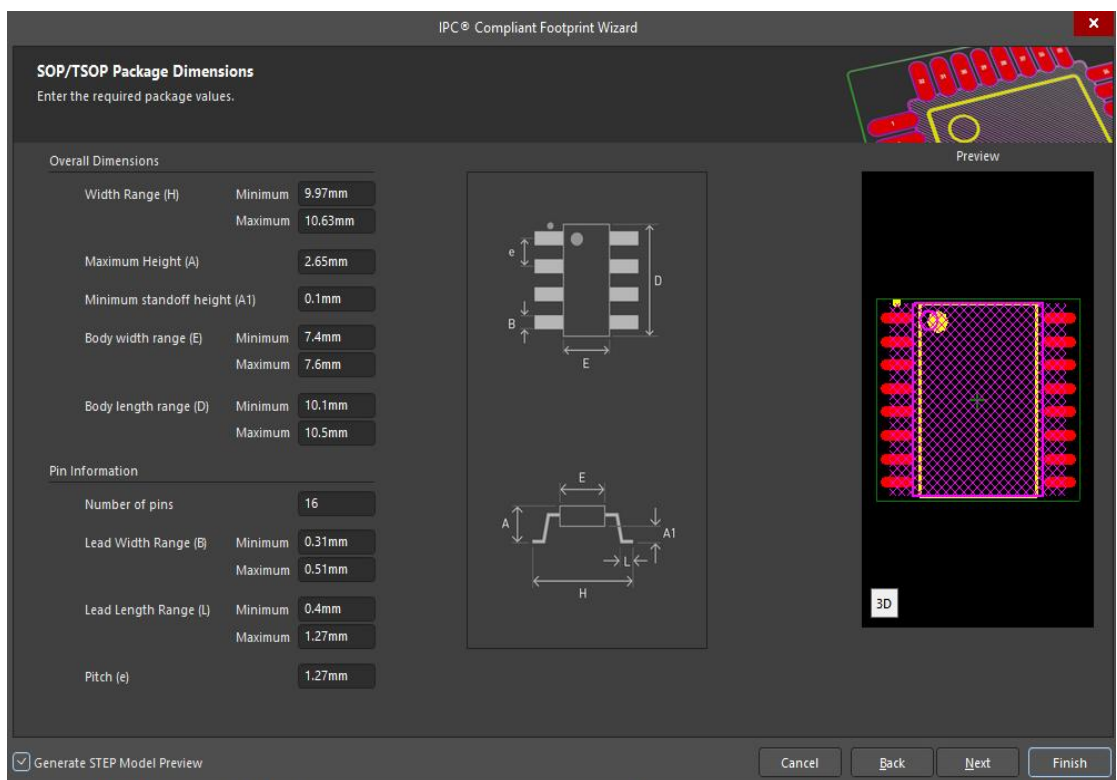 IPC® Compliant Footprint Wizard
SOP/TSOP Package Dimensions
Enter the required package values.
Overall Dimensions
Width Range (H) Minimum 9.97mm
Maximum 10.63mm
Maximum Height (A) 2.65mm
Minimum standoff height (A1) 0.1mm
Body width range (E) Minimum 7.4mm
Maximum 7.6mm
Body length range (D) Minimum 10.1mm
Maximum 10.5mm
Pin Information
Number of pins 16
Lead Width Range (B) Minimum 0.31mm
Maximum 0.51mm
Lead Length Range (L) Minimum 0.4mm
Maximum 1.27mm
Pitch (e) 1.27mm
e
D
B
E
E
A
A1
L
H
Preview
3D
Generate STEP Model Preview
Cancel Back Next Finish